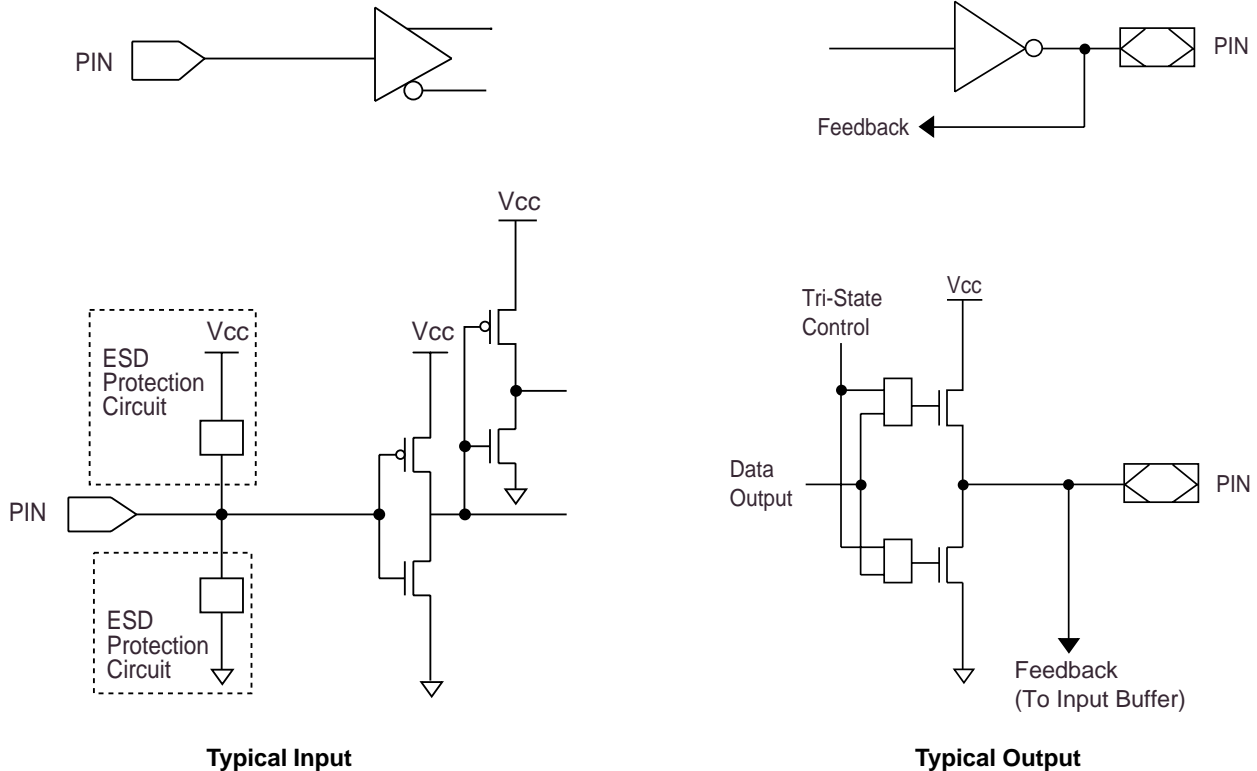 PIN
PIN
Feedback
Vcc
Vcc
ESD
Protection
Circuit
Vcc
PIN
ESD
Protection
Circuit
Tri-State
Control
Vcc
Data
Output
PIN
Feedback
(To Input Buffer)
Typical Input
Typical Output